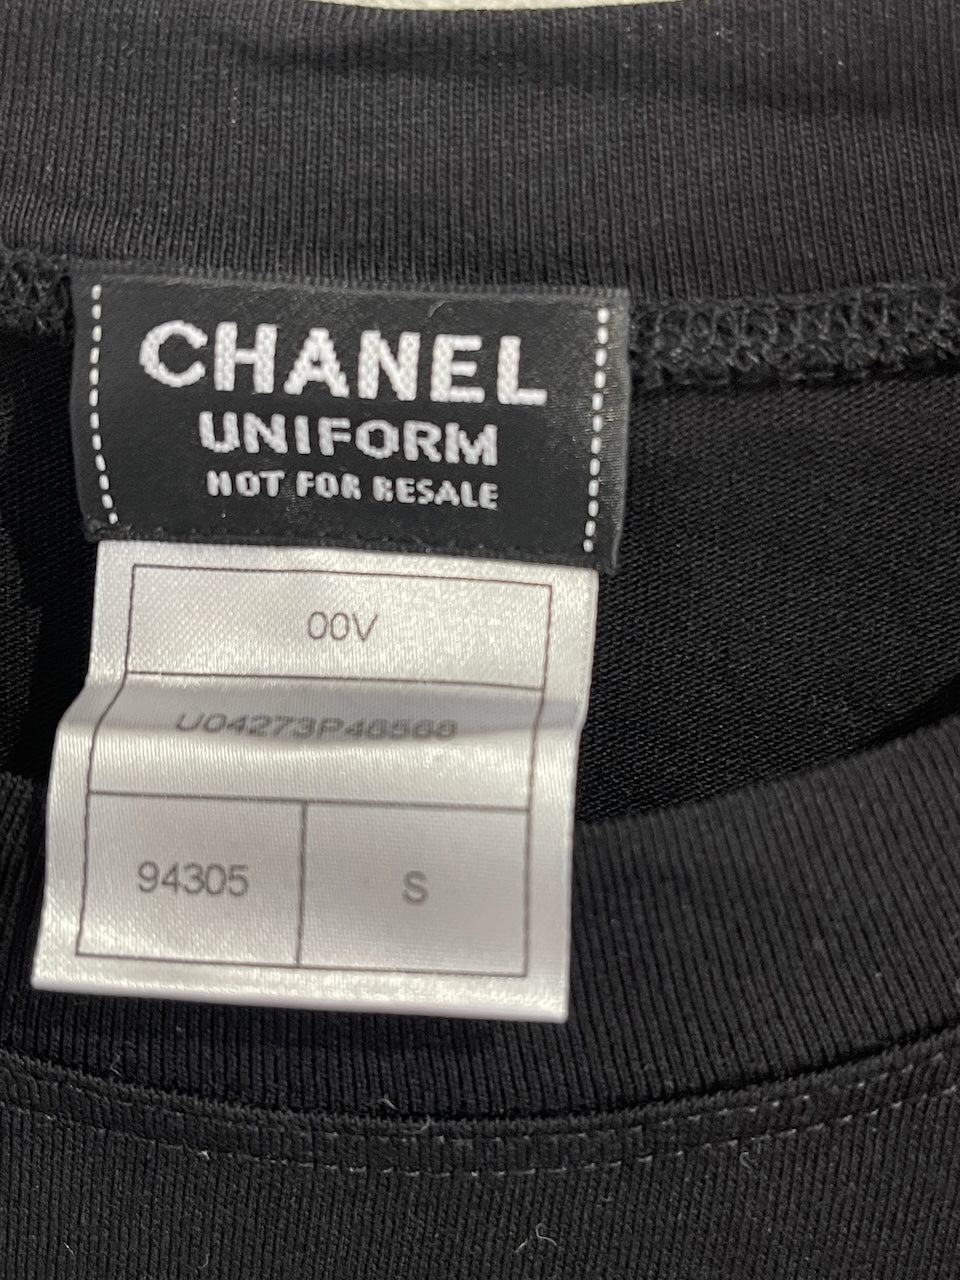 CHANEL
UNIFORM
NOT FOR RESALE
00V
U04273P46568
94305 S